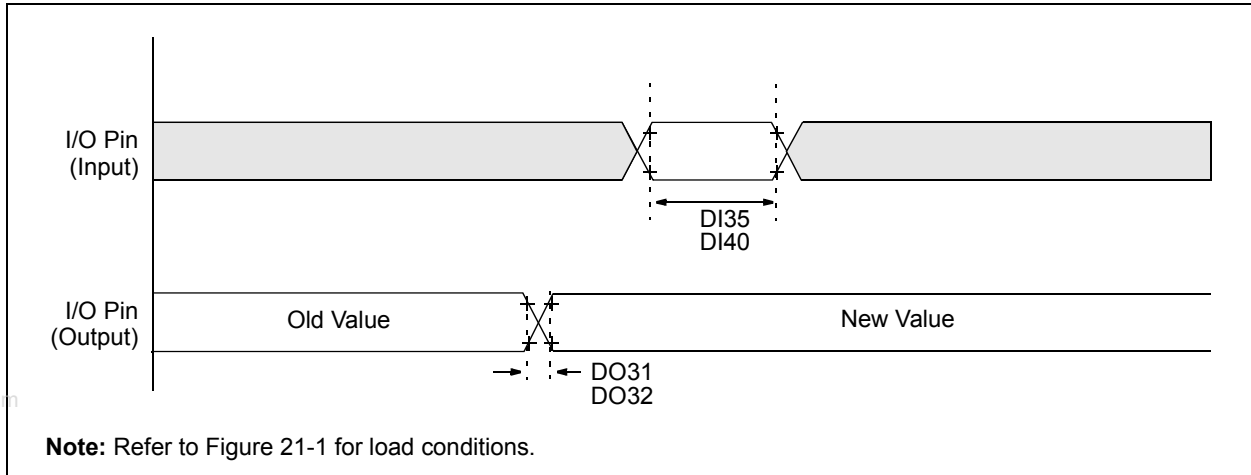 I/O Pin
(Input)
DI35
DI40
I/O Pin
(Output)
Old Value
New Value
DO31
DO32
m
Note: Refer to Figure 21-1 for load conditions.